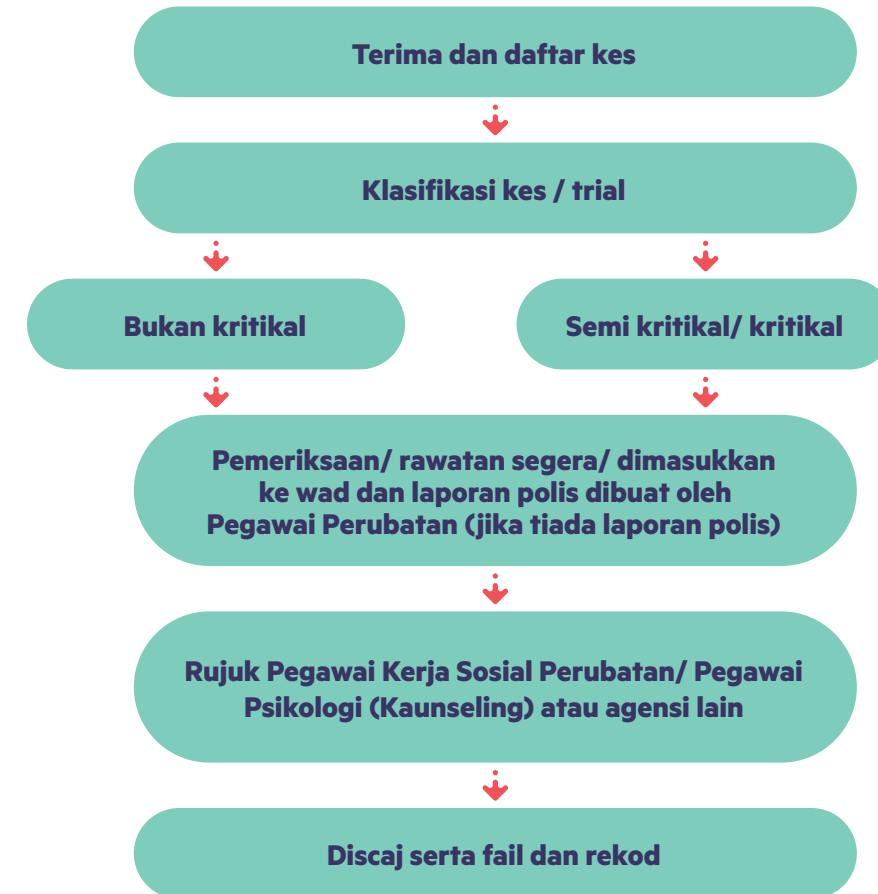 Terima dan daftar kes
Klasifikasi kes / trial
Bukan kritikal
Semi kritikal/ kritikal
Pemeriksaan/ rawatan segera/ dimasukkan
ke wad dan laporan polis dibuat oleh
Pegawai Perubatan (jika tiada laporan polis)
Rujuk Pegawai Kerja Sosial Perubatan/ Pegawai
Psikologi (Kaunseling) atau agensi lain
Discaj serta fail dan rekod